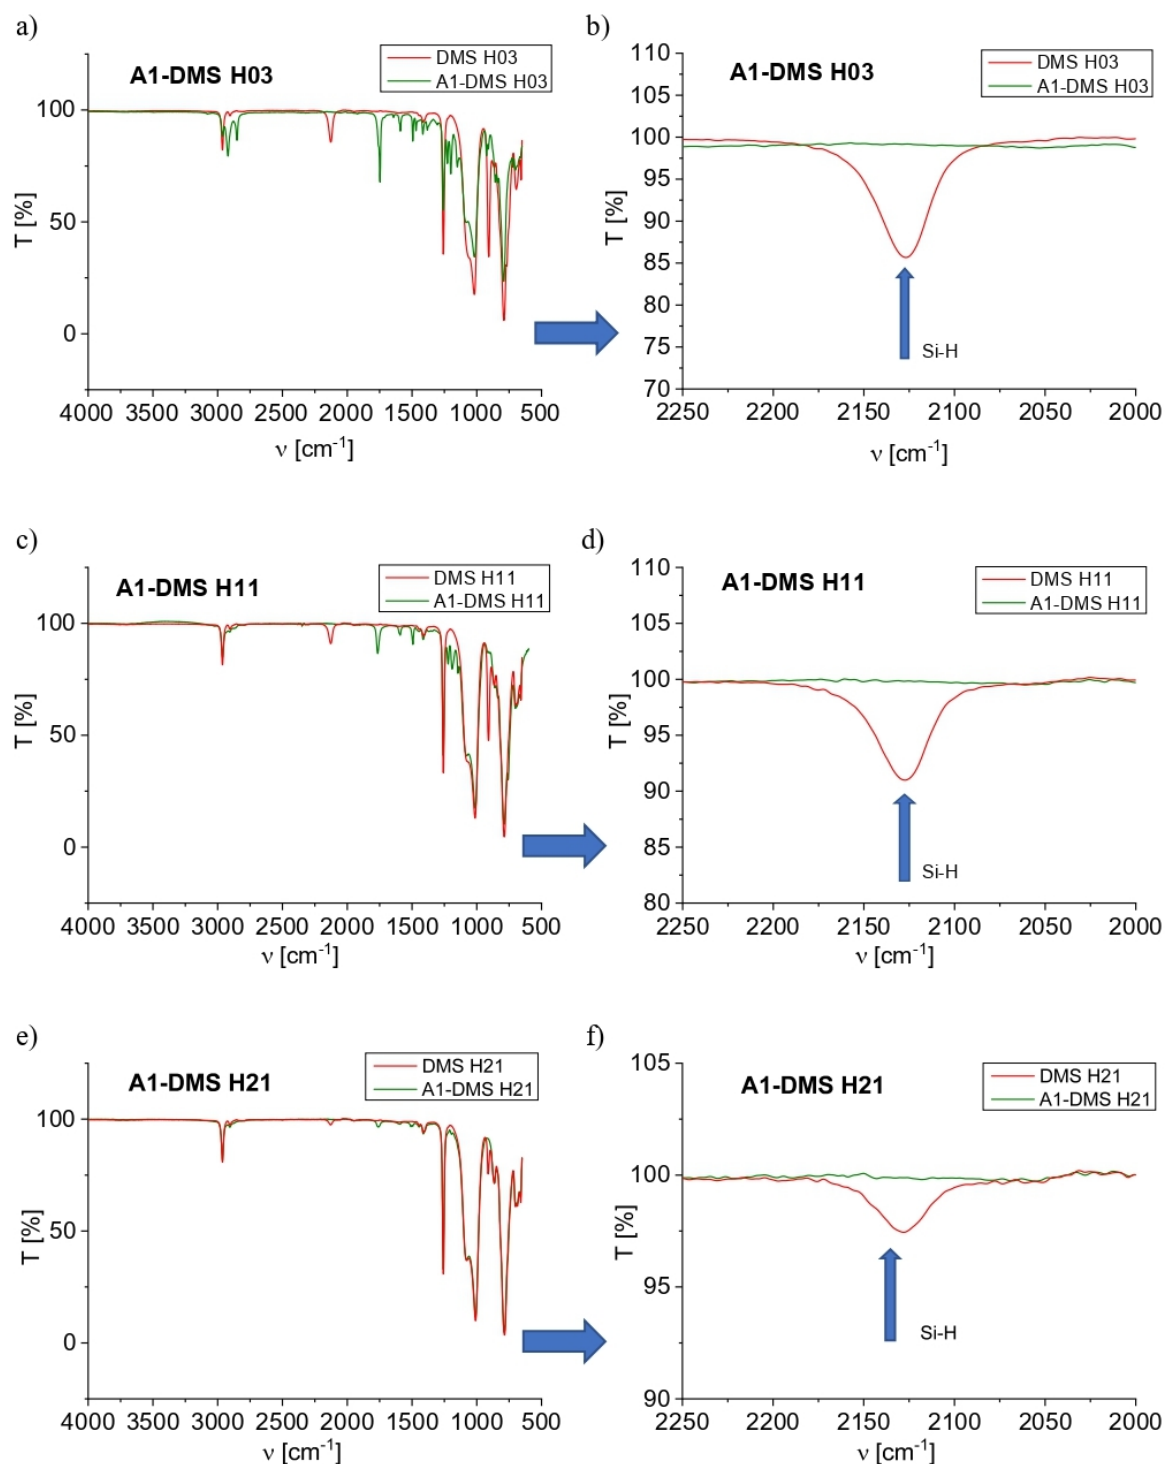 a)
A1-DMS H03
DMS H03
A1-DMS H03
T [%]
100
50
0
4000 3500 3000 2500 2000 1500 1000 500
ν [cm-1]
b)
A1-DMS H03
DMS H03
A1-DMS H03
T [%]
110
105
100
95
90
85
80
75
70
Si-H
2250 2200 2150 2100 2050 2000
ν [cm-1]
c)
A1-DMS H11
DMS H11
A1-DMS H11
T [%]
100
50
0
4000 3500 3000 2500 2000 1500 1000 500
ν [cm-1]
d)
A1-DMS H11
DMS H11
A1-DMS H11
T [%]
110
105
100
95
90
85
80
Si-H
2250 2200 2150 2100 2050 2000
ν [cm-1]
e)
A1-DMS H21
DMS H21
A1-DMS H21
T [%]
100
50
0
4000 3500 3000 2500 2000 1500 1000 500
ν [cm-1]
f)
A1-DMS H21
DMS H21
A1-DMS H21
T [%]
105
100
95
90
Si-H
2250 2200 2150 2100 2050 2000
ν [cm-1]